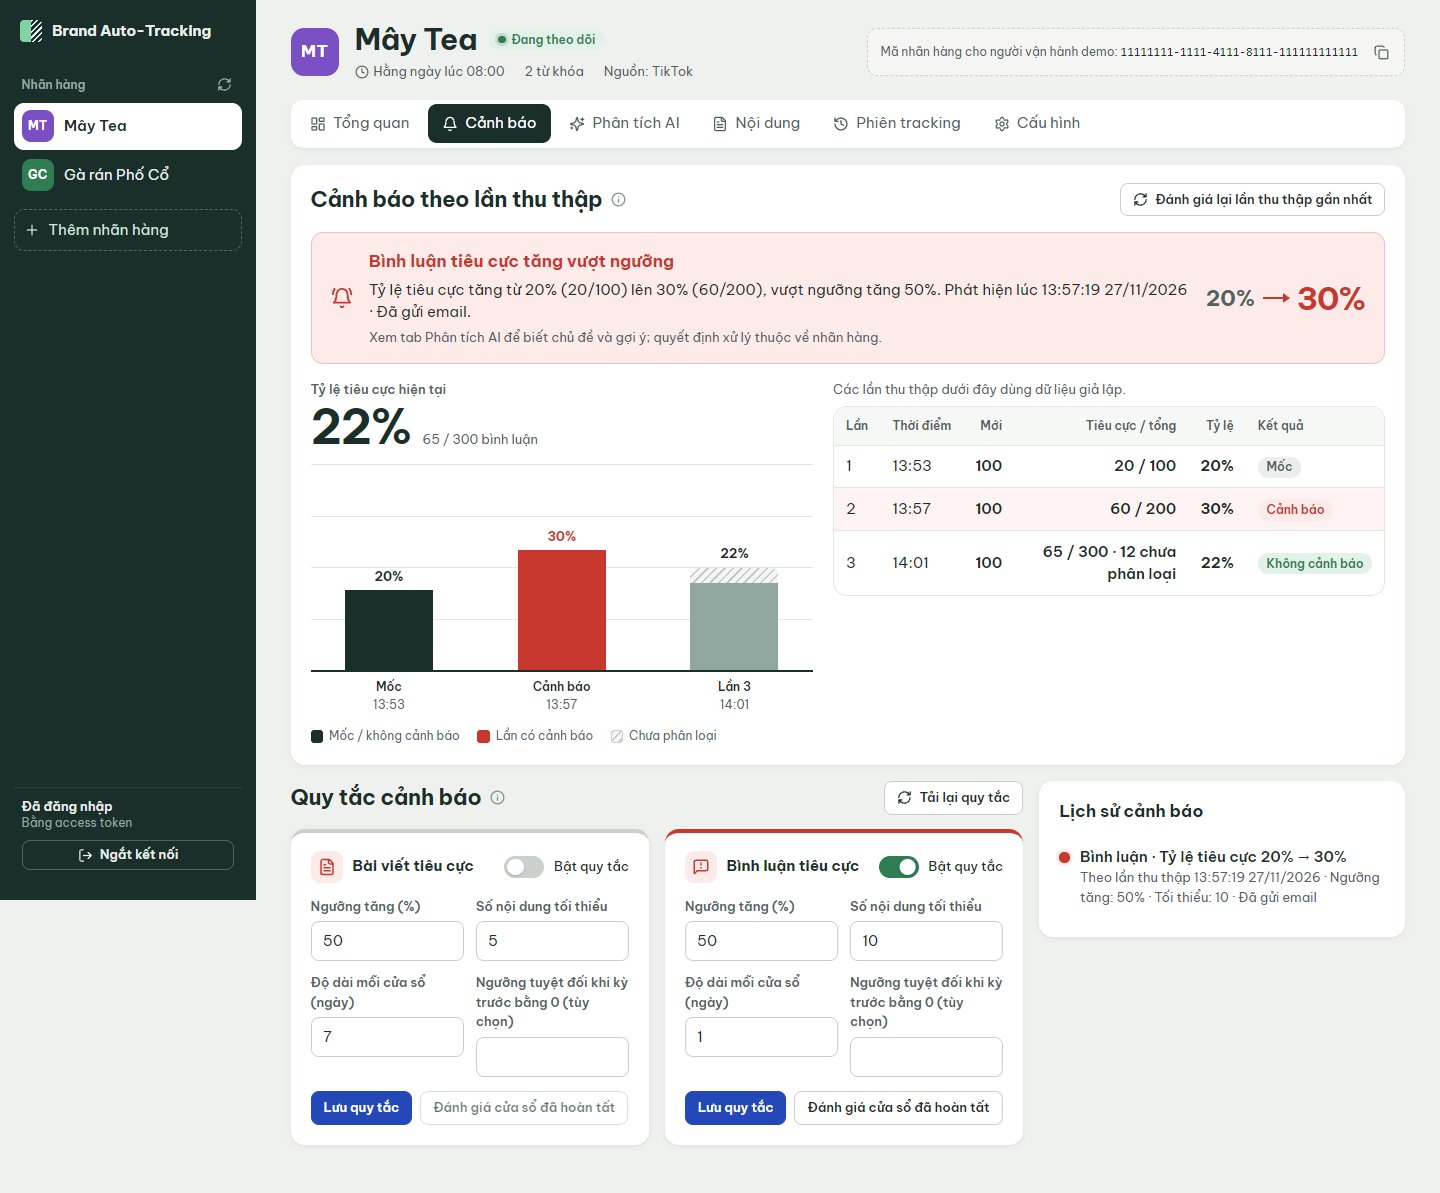 Brand Auto-Tracking
Nhãn hàng
MT Mây Tea
GC Gà rán Phố Cổ
Thêm nhãn hàng
Đã đăng nhập
Bằng access token
Ngắt kết nối
MT
Mây Tea
Đang theo dõi
Hằng ngày lúc 08:00 2 từ khóa Nguồn: TikTok
Mã nhãn hàng cho người vận hành demo: 11111111-1111-4111-8111-111111111111
Tổng quan Cảnh báo Phân tích AI Nội dung Phiên tracking Cấu hình
Cảnh báo theo lần thu thập
Đánh giá lại lần thu thập gần nhất
Bình luận tiêu cực tăng vượt ngưỡng
Tỷ lệ tiêu cực tăng từ 20% (20/100) lên 30% (60/200), vượt ngưỡng tăng 50%. Phát hiện lúc 13:57:19 27/11/2026
· Đã gửi email.
Xem tab Phân tích AI để biết chủ đề và gợi ý; quyết định xử lý thuộc về nhãn hàng.
20% → 30%
Tỷ lệ tiêu cực hiện tại
22% 65 / 300 bình luận
20%
30%
22%
Mốc
13:53
Cảnh báo
13:57
Lần 3
14:01
Mốc / không cảnh báo Lần có cảnh báo Chưa phân loại
Các lần thu thập dưới đây dùng dữ liệu giả lập.
Lần Thời điểm Mới Tiêu cực / tổng Tỷ lệ Kết quả
1 13:53 100 20 / 100 20% Mốc
2 13:57 100 60 / 200 30% Cảnh báo
3 14:01 100 65 / 300 · 12 chưa phân loại 22% Không cảnh báo
Quy tắc cảnh báo
Tải lại quy tắc
Bài viết tiêu cực Bật quy tắc
Ngưỡng tăng (%) Số nội dung tối thiểu
50 5
Độ dài mỗi cửa sổ (ngày)
Ngưỡng tuyệt đối khi kỳ trước bằng 0 (tùy chọn)
7
Lưu quy tắc Đánh giá cửa sổ đã hoàn tất
Bình luận tiêu cực Bật quy tắc
Ngưỡng tăng (%) Số nội dung tối thiểu
50 10
Độ dài mỗi cửa sổ (ngày)
Ngưỡng tuyệt đối khi kỳ trước bằng 0 (tùy chọn)
1
Lưu quy tắc Đánh giá cửa sổ đã hoàn tất
Lịch sử cảnh báo
Bình luận · Tỷ lệ tiêu cực 20% → 30%
Theo lần thu thập 13:57:19 27/11/2026 · Ngưỡng
tăng: 50% · Tối thiểu: 10 · Đã gửi email